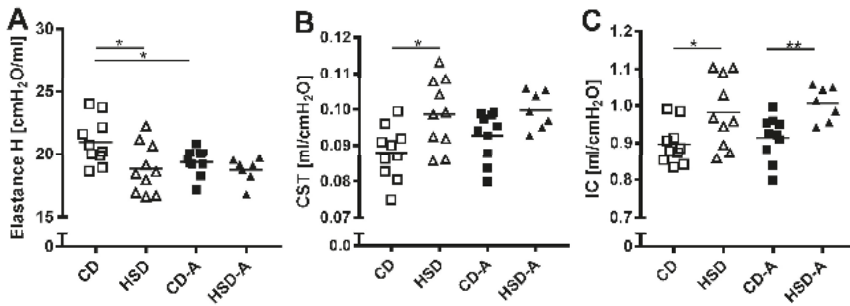 A
Elastance H [cmH₂O/ml]
30
25
20
15
0
*
*
CD
HSD
CD-A
HSD-A
B
CST [ml/cmH₂O]
0.12
0.11
0.10
0.09
0.08
0.07
0.0
*
CD
HSD
CD-A
HSD-A
C
IC [ml/cmH₂O]
1.2
1.1
1.0
0.9
0.8
0.7
0
*
**
CD
HSD
CD-A
HSD-A